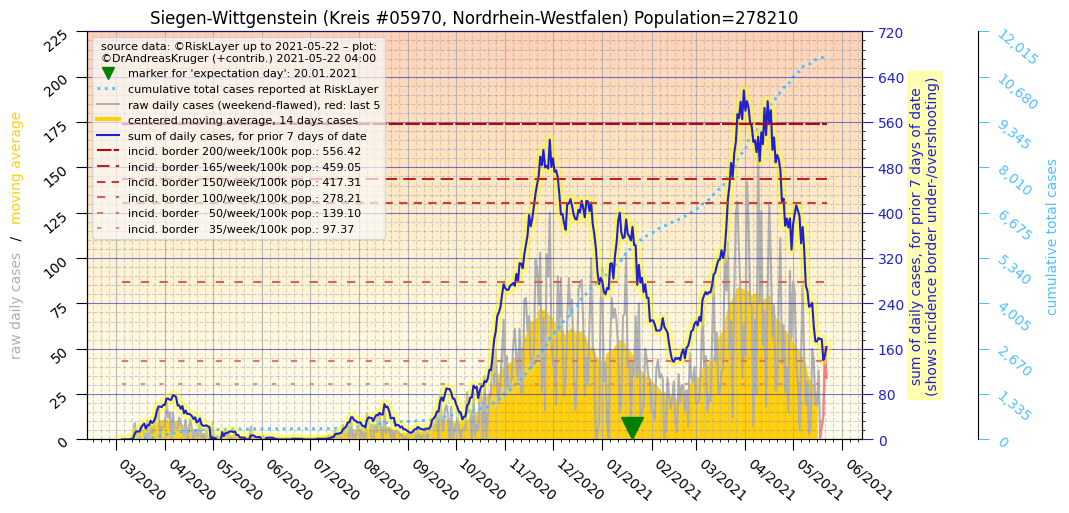 Siegen-Wittgenstein (Kreis #05970, Nordrhein-Westfalen) Population=278210
source data: ©RiskLayer up to 2021-05-22 – plot:
©DrAndreasKruger (+contrib.) 2021-05-22 04:00
marker for 'expectation day': 20.01.2021
cumulative total cases reported at RiskLayer
raw daily cases (weekend-flawed), red: last 5
centered moving average, 14 days cases
sum of daily cases, for prior 7 days of date
incid. border 200/week/100k pop.: 556.42
incid. border 165/week/100k pop.: 459.05
incid. border 150/week/100k pop.: 417.31
incid. border 100/week/100k pop.: 278.21
incid. border 50/week/100k pop.: 139.10
incid. border 35/week/100k pop.: 97.37
raw daily cases / moving average
225
200
175
150
125
100
75
50
25
0
03/2020
04/2020
05/2020
06/2020
07/2020
08/2020
09/2020
10/2020
11/2020
12/2020
01/2021
02/2021
03/2021
04/2021
05/2021
06/2021
720
640
560
480
400
320
240
160
80
0
sum of daily cases, for prior 7 days of date
(shows incidence border under-/overshooting)
12,015
10,680
9,345
8,010
6,675
5,340
4,005
2,670
1,335
0
cumulative total cases